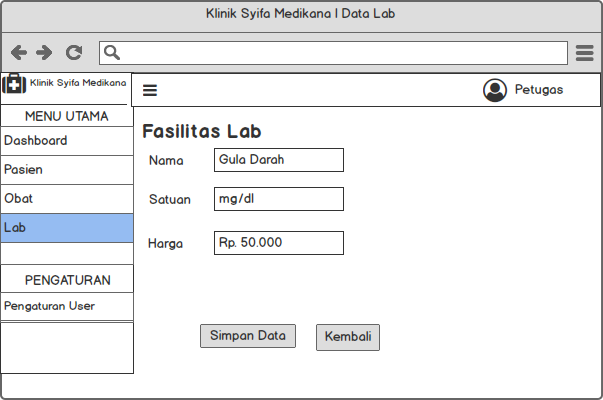 Klinik Syifa Medikana | Data Lab
Klinik Syifa Medikana
Petugas
MENU UTAMA
Dashboard
Pasien
Obat
Lab
PENGATURAN
Pengaturan User
Fasilitas Lab
Nama Gula Darah
Satuan mg/dl
Harga Rp. 50.000
Simpan Data Kembali